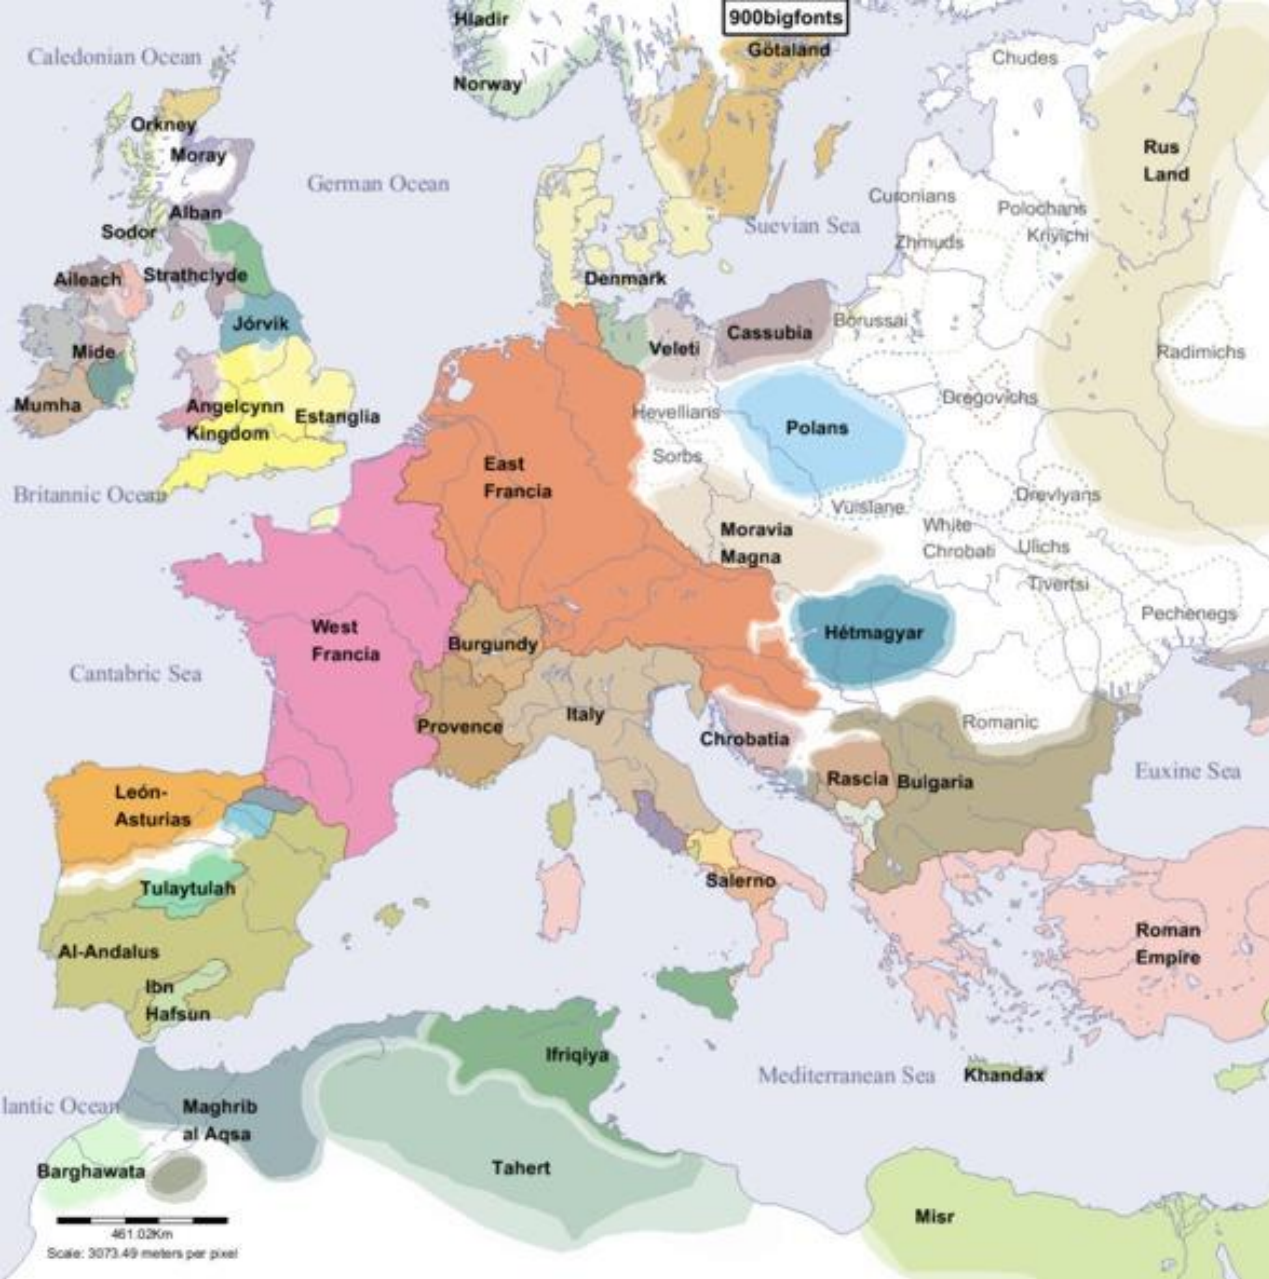 Hladir
900bigfonts
Götaland
Caledonian Ocean
Chudes
Norway
Orkney
Moray
Rus
Land
German Ocean
Curonians
Polochans
Alban
Suevian Sea
Sodor
Kriyichi
Zhmuds
Aileach
Strathclyde
Denmark
Jórvik
Cassubia
Borussai
Mide
Veleti
Radimichs
Mumha
Angelcynn
Kingdom
Estanglia
Hevellians
Dregovichs
Polans
Sorbs
East
Francia
Britannic Ocean
Vuislane
Drevlyans
Moravia
Magna
White
Chrobati
Ulichs
Tivertsi
Pechenegs
West
Francia
Burgundy
Hétmagyar
Cantabric Sea
Italy
Provence
Chrobatia
Romanic
León-
Asturias
Rascia
Bulgaria
Euxine Sea
Tulaytulah
Salerno
Al-Andalus
Roman
Empire
Ibn
Hafsun
Ifriqiya
Mediterranean Sea
Khandax
lantic Ocean
Maghrib
al Aqsa
Barghawata
Tahert
Misr
461.02Km
Scale: 3073.49 meters per pixel